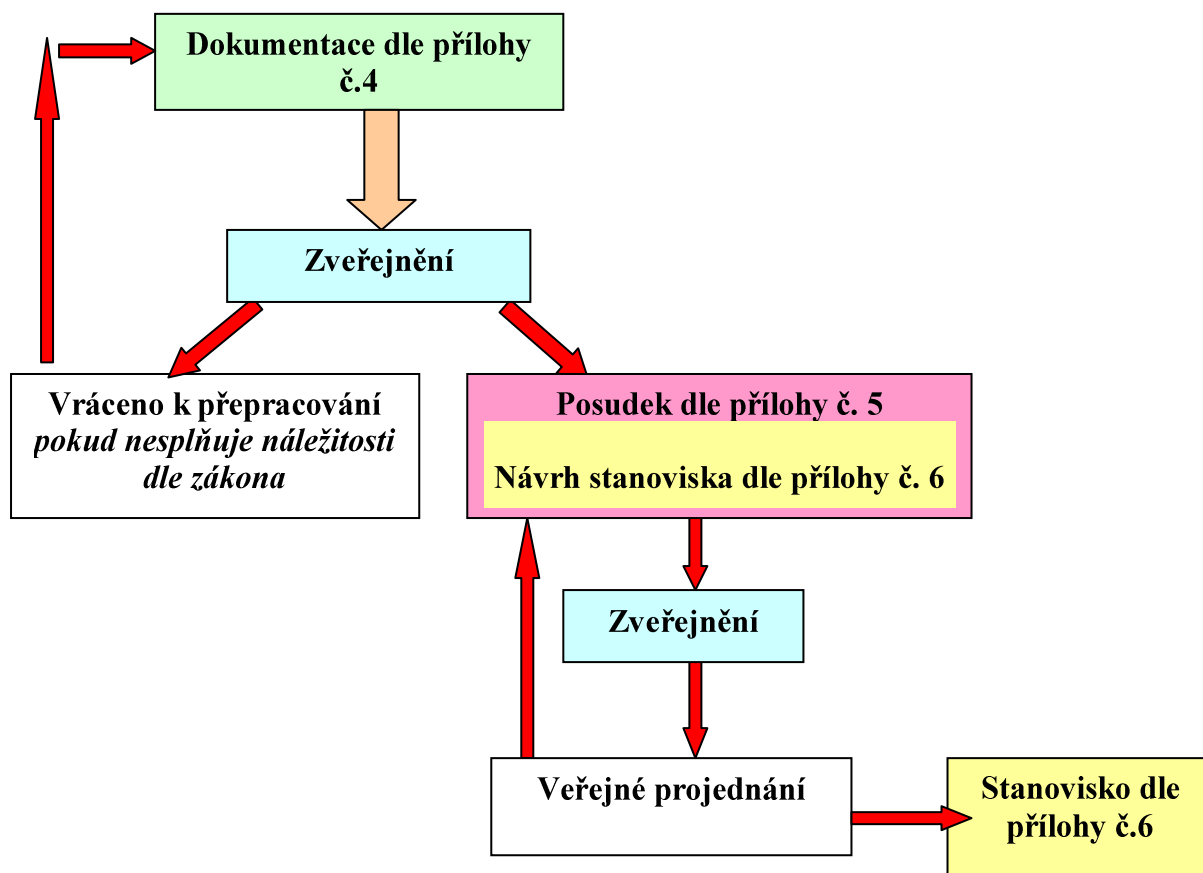 Dokumentace dle přílohy
č.4
Zveřejnění
Vráceno k přepracování
pokud nesplňuje náležitosti
dle zákona
Posudek dle přílohy č. 5
Návrh stanoviska dle přílohy č. 6
Zveřejnění
Veřejné projednání
Stanovisko dle
přílohy č.6